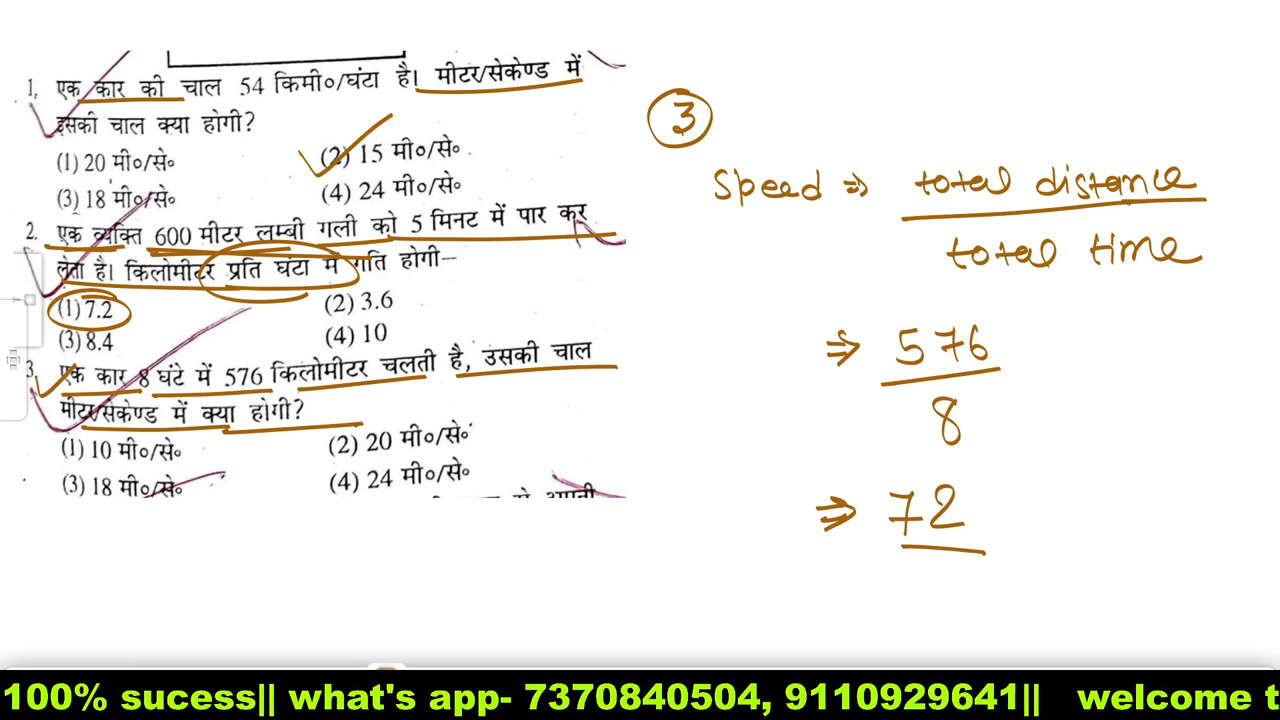 1. एक कार की चाल 54 किमी०/घंटा है। मीटर/सेकेण्ड में
इसकी चाल क्या होगी?
(1) 20 मी०/से० (2) 15 मी०/से०
(3) 18 मी०/से० (4) 24 मी०/से०
2. एक व्यक्ति 600 मीटर लम्बी गली को 5 मिनट में पार कर
लेता है। किलोमीटर प्रति घंटा में गति होगी—
(1) 7.2 (2) 3.6
(3) 8.4 (4) 10
3. एक कार 8 घंटे में 576 किलोमीटर चलती है, उसकी चाल
मीटर/सेकेण्ड में क्या होगी?
(1) 10 मी०/से० (2) 20 मी०/से०
(3) 18 मी०/से० (4) 24 मी०/से०
3
Speed ⇒ total distance
total time
⇒ 576
8
⇒ 72
100% sucess|| what's app- 7370840504, 9110929641|| welcome t